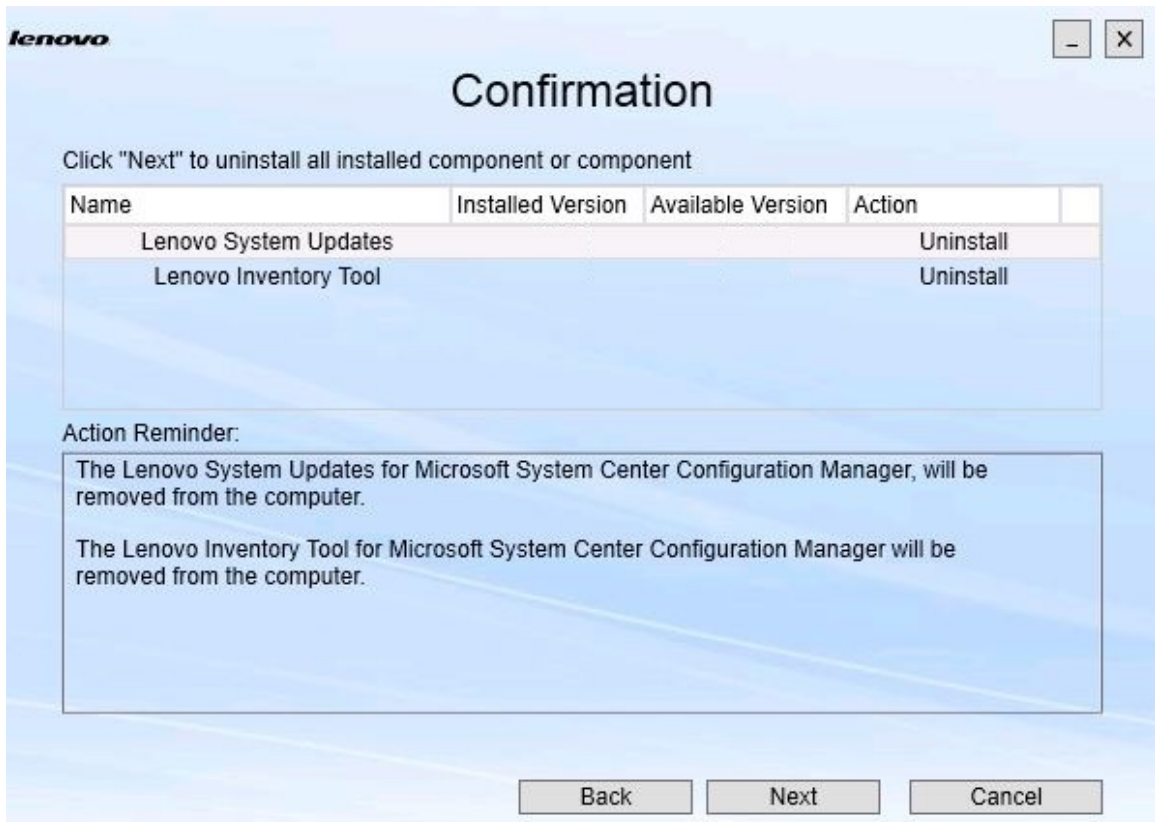 lenovo
Confirmation
Click "Next" to uninstall all installed component or component
Name Installed Version Available Version Action
Lenovo System Updates Uninstall
Lenovo Inventory Tool Uninstall
Action Reminder:
The Lenovo System Updates for Microsoft System Center Configuration Manager, will be
removed from the computer.
The Lenovo Inventory Tool for Microsoft System Center Configuration Manager will be
removed from the computer.
Back Next Cancel